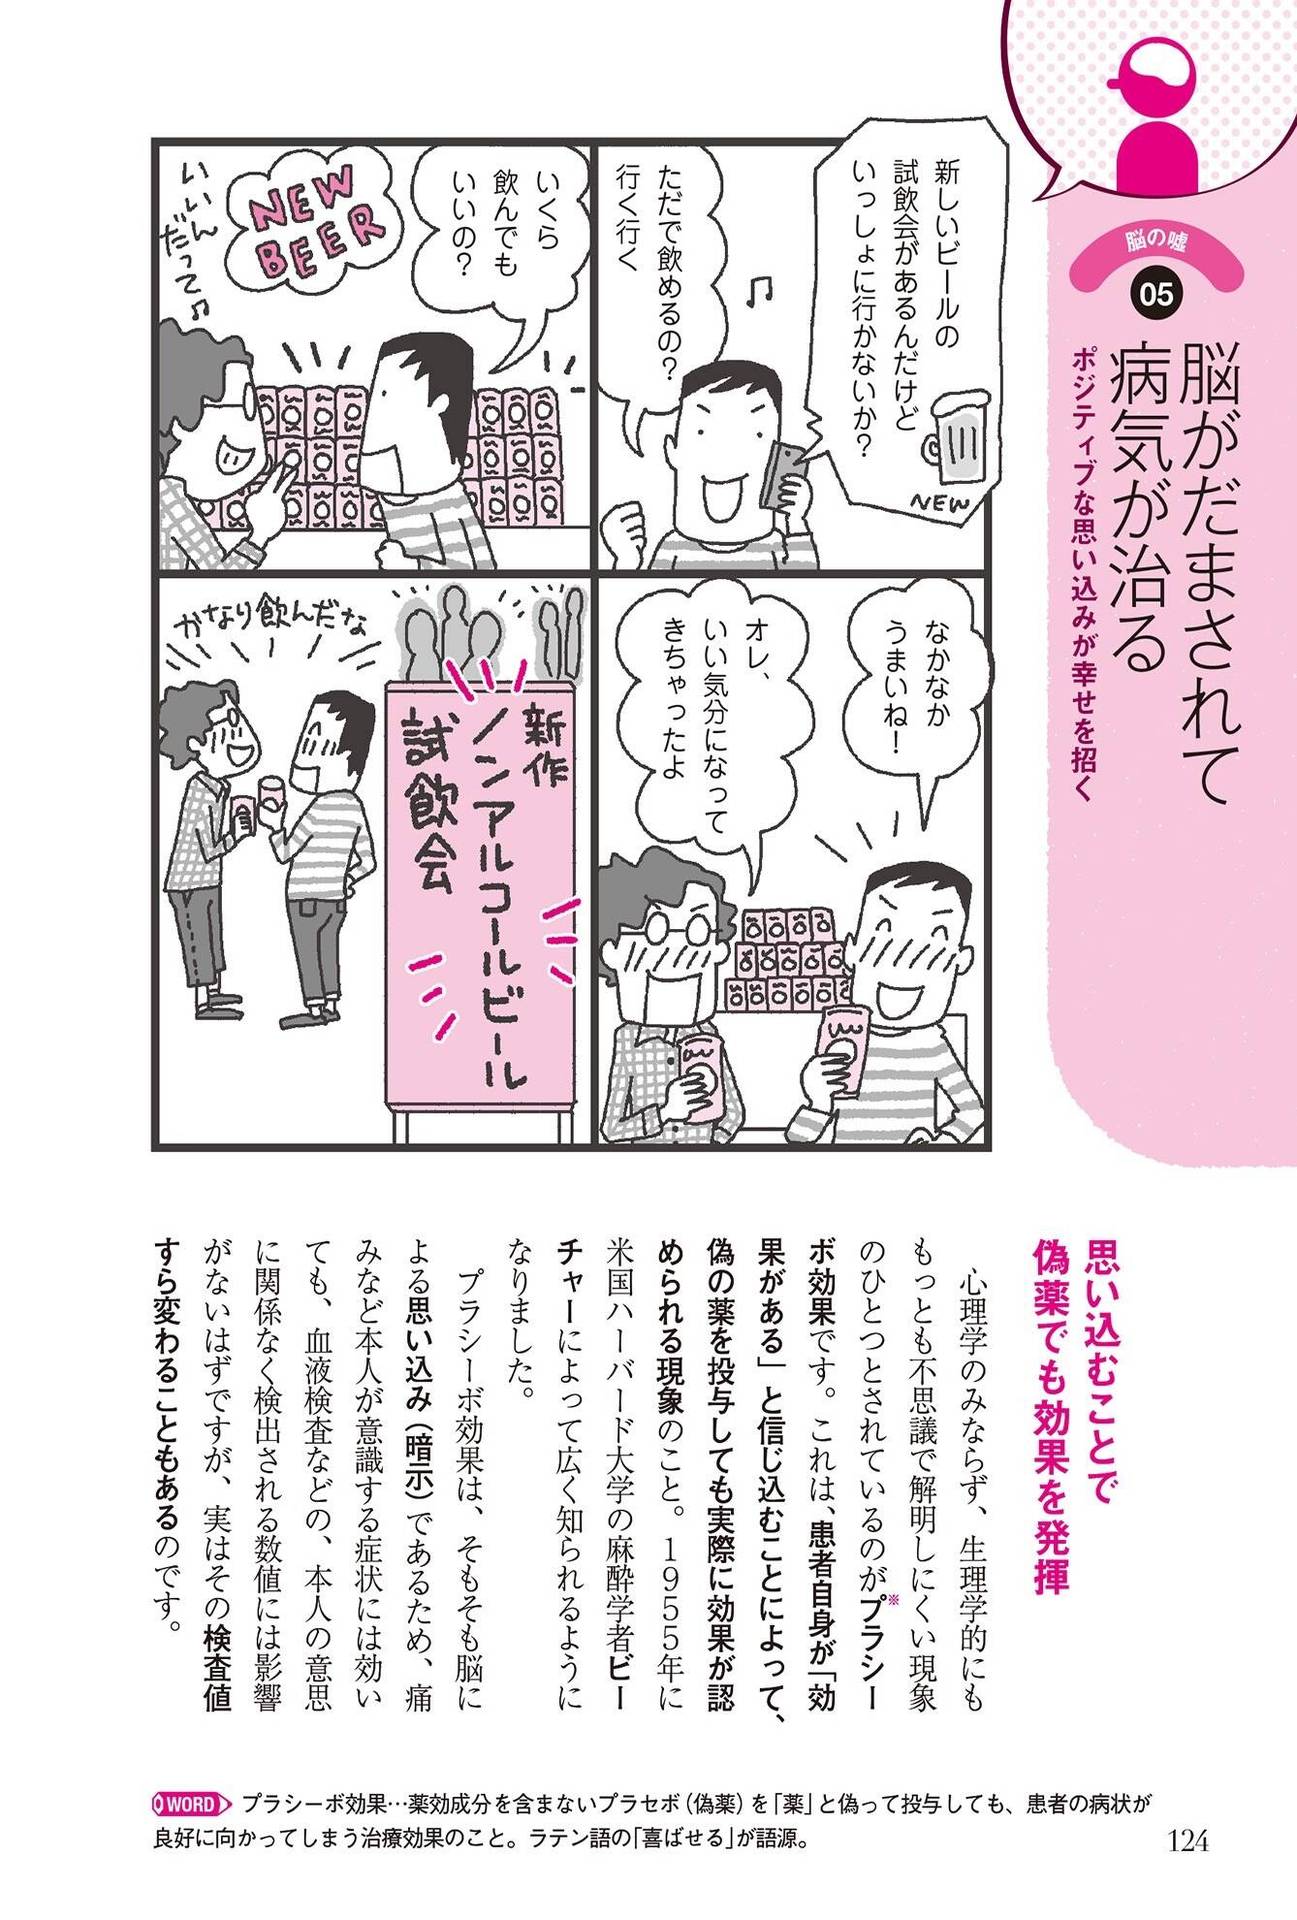 脳の嘘
05
脳がだまされて
病気が治る
ポジティブな思い込みが幸せを招く
新しいビールの
試飲会があるんだけど
いっしょに行かないか？
NEW
ただで飲めるの？
行く行く
いくら
飲んでも
いいの？
NEW
BEER
いいん
だって♫
なかなか
うまいね！
オレ、
いい気分になって
きちゃったよ
新作
ノンアルコールビール
試飲会
かなり飲んだな
思い込むことで
偽薬でも効果を発揮
心理学のみならず、生理学的にも
もっとも不思議で解明しにくい現象
のひとつとされているのがプラシー
※
ボ効果です。これは、患者自身が「効
果がある」と信じ込むことによって、
偽の薬を投与しても実際に効果が認
められる現象のこと。1955年に
米国ハーバード大学の麻酔学者ビー
チャーによって広く知られるように
なりました。
プラシーボ効果は、そもそも脳に
よる思い込み（暗示）であるため、痛
みなど本人が意識する症状には効い
ても、血液検査などの、本人の意思
に関係なく検出される数値には影響
がないはずですが、実はその検査値
すら変わることもあるのです。
WORD プラシーボ効果…薬効成分を含まないプラセボ（偽薬）を「薬」と偽って投与しても、患者の病状が
良好に向かってしまう治療効果のこと。ラテン語の「喜ばせる」が語源。
124